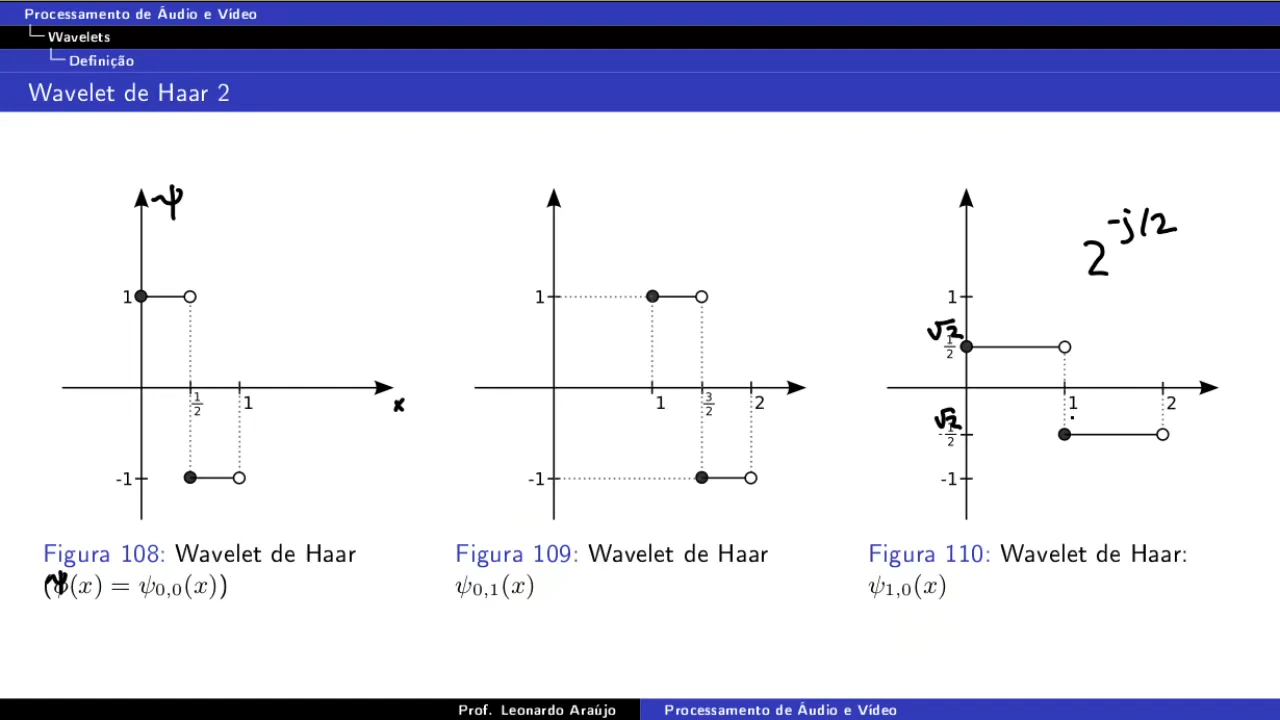 Processamento de Áudio e Vídeo
Wavelets
Definição
Wavelet de Haar 2
ψ
1
1/2
1
x
-1
1
1
3/2
2
-1
2^{-j/2}
1
√2
1/2
1
2
√2
-1/2
-1
Figura 108: Wavelet de Haar
(ψ(x) = ψ0,0(x))
Figura 109: Wavelet de Haar
ψ0,1(x)
Figura 110: Wavelet de Haar:
ψ1,0(x)
Prof. Leonardo Araújo
Processamento de Áudio e Vídeo